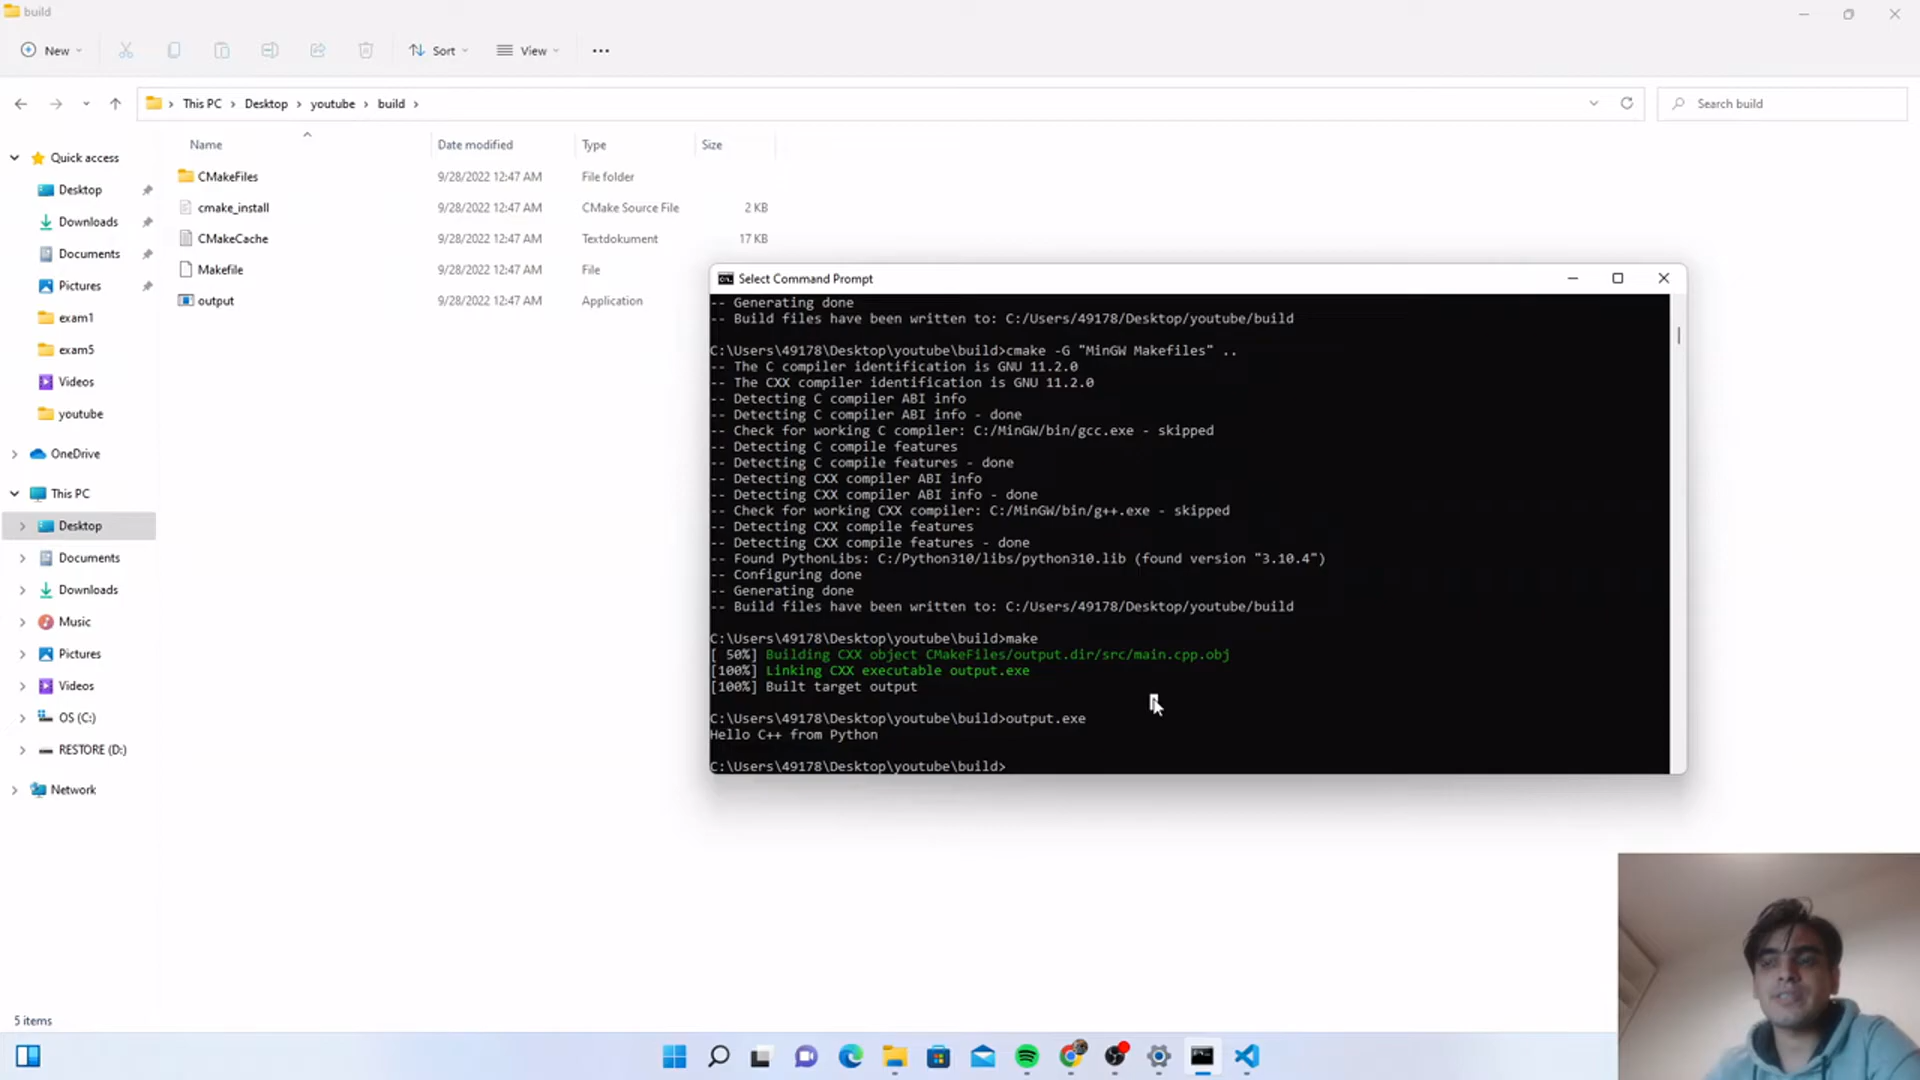 build
New
Sort
View
This PC > Desktop > youtube > build >
Search build
Name Date modified Type Size
Quick access
Desktop
Downloads
Documents
Pictures
exam1
exam5
Videos
youtube
OneDrive
This PC
Desktop
Documents
Downloads
Music
Pictures
Videos
OS (C:)
RESTORE (D:)
Network
CMakeFiles 9/28/2022 12:47 AM File folder
cmake_install 9/28/2022 12:47 AM CMake Source File 2 KB
CMakeCache 9/28/2022 12:47 AM Textdokument 17 KB
Makefile 9/28/2022 12:47 AM File
output 9/28/2022 12:47 AM Application
Select Command Prompt
-- Generating done
-- Build files have been written to: C:/Users/49178/Desktop/youtube/build
C:\Users\49178\Desktop\youtube\build>cmake -G "MinGW Makefiles" ..
-- The C compiler identification is GNU 11.2.0
-- The CXX compiler identification is GNU 11.2.0
-- Detecting C compiler ABI info
-- Detecting C compiler ABI info - done
-- Check for working C compiler: C:/MinGW/bin/gcc.exe - skipped
-- Detecting C compile features
-- Detecting C compile features - done
-- Detecting CXX compiler ABI info
-- Detecting CXX compiler ABI info - done
-- Check for working CXX compiler: C:/MinGW/bin/g++.exe - skipped
-- Detecting CXX compile features
-- Detecting CXX compile features - done
-- Found PythonLibs: C:/Python310/libs/python310.lib (found version "3.10.4")
-- Configuring done
-- Generating done
-- Build files have been written to: C:/Users/49178/Desktop/youtube/build
C:\Users\49178\Desktop\youtube\build>make
[ 50%] Building CXX object CMakeFiles/output.dir/src/main.cpp.obj
[100%] Linking CXX executable output.exe
[100%] Built target output
C:\Users\49178\Desktop\youtube\build>output.exe
Hello C++ from Python
C:\Users\49178\Desktop\youtube\build>
5 items